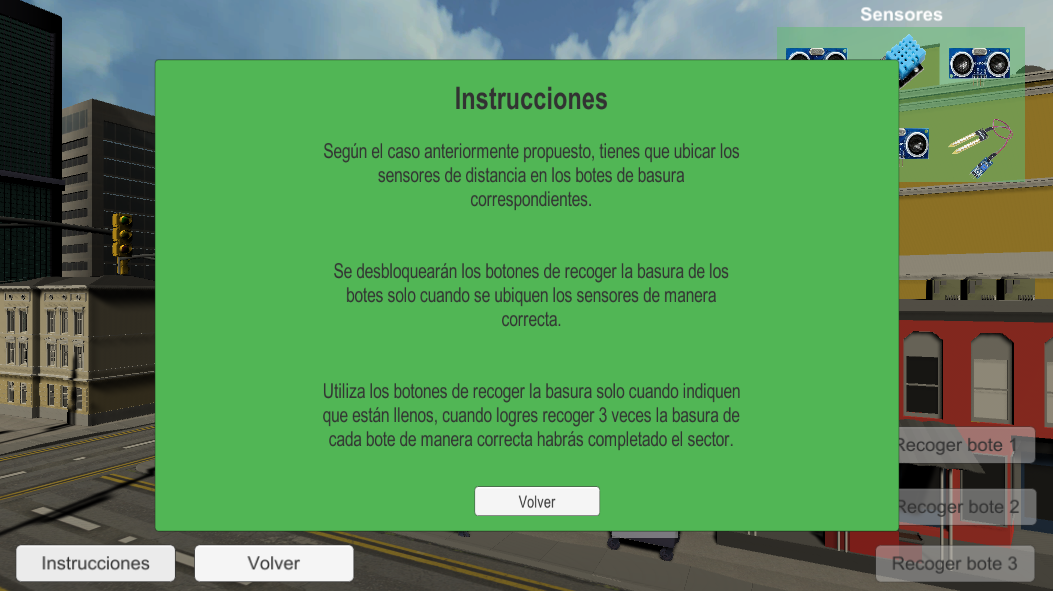 Sensores
Instrucciones
Según el caso anteriormente propuesto, tienes que ubicar los
sensores de distancia en los botes de basura
correspondientes.
Se desbloquearán los botones de recoger la basura de los
botes solo cuando se ubiquen los sensores de manera
correcta.
Utiliza los botones de recoger la basura solo cuando indiquen
que están llenos, cuando logres recoger 3 veces la basura de
cada bote de manera correcta habrás completado el sector.
Volver
Recoger bote 1
Recoger bote 2
Recoger bote 3
Instrucciones
Volver